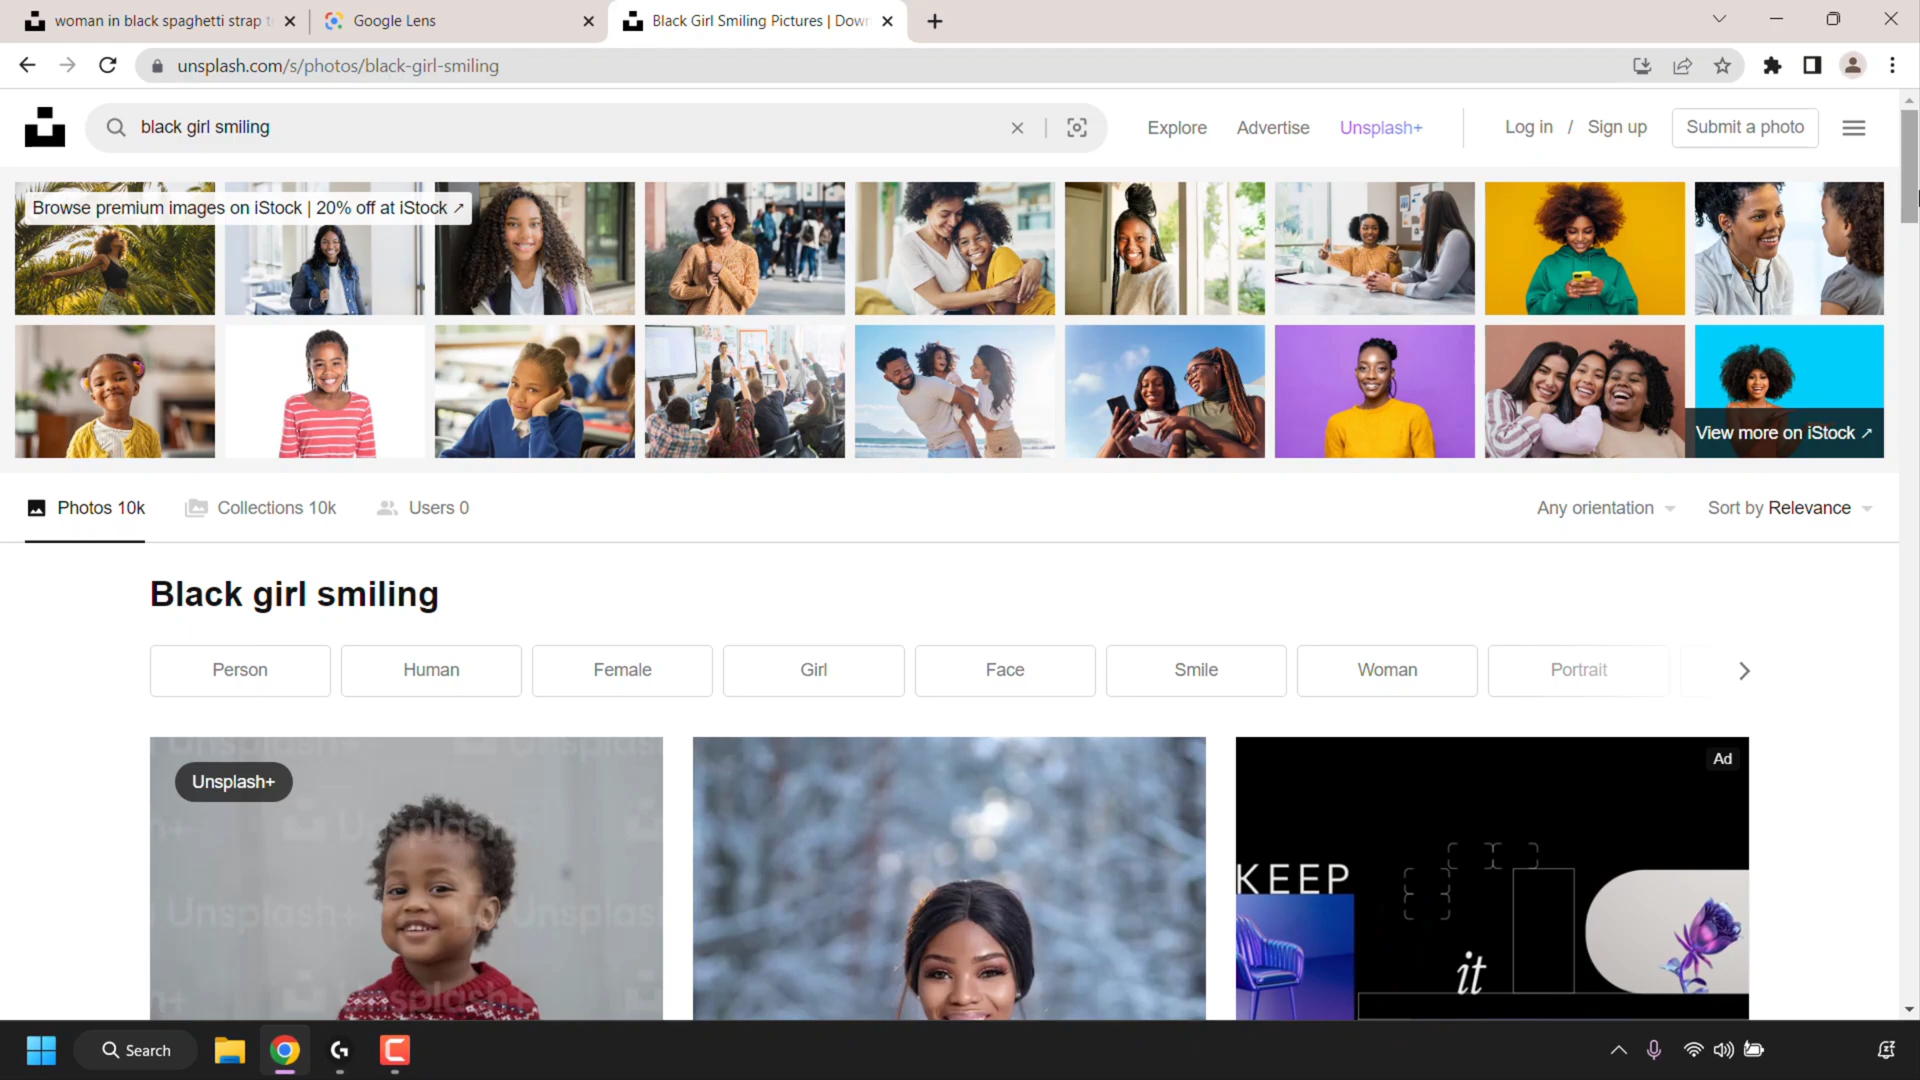 woman in black spaghetti strap t
Google Lens
Black Girl Smiling Pictures | Down
unsplash.com/s/photos/black-girl-smiling
black girl smiling
Explore
Advertise
Unsplash+
Log in / Sign up
Submit a photo
Browse premium images on iStock | 20% off at iStock ↗
View more on iStock ↗
Photos 10k
Collections 10k
Users 0
Any orientation
Sort by Relevance
Black girl smiling
Person
Human
Female
Girl
Face
Smile
Woman
Portrait
Unsplash+
Ad
KEEP
it
Search